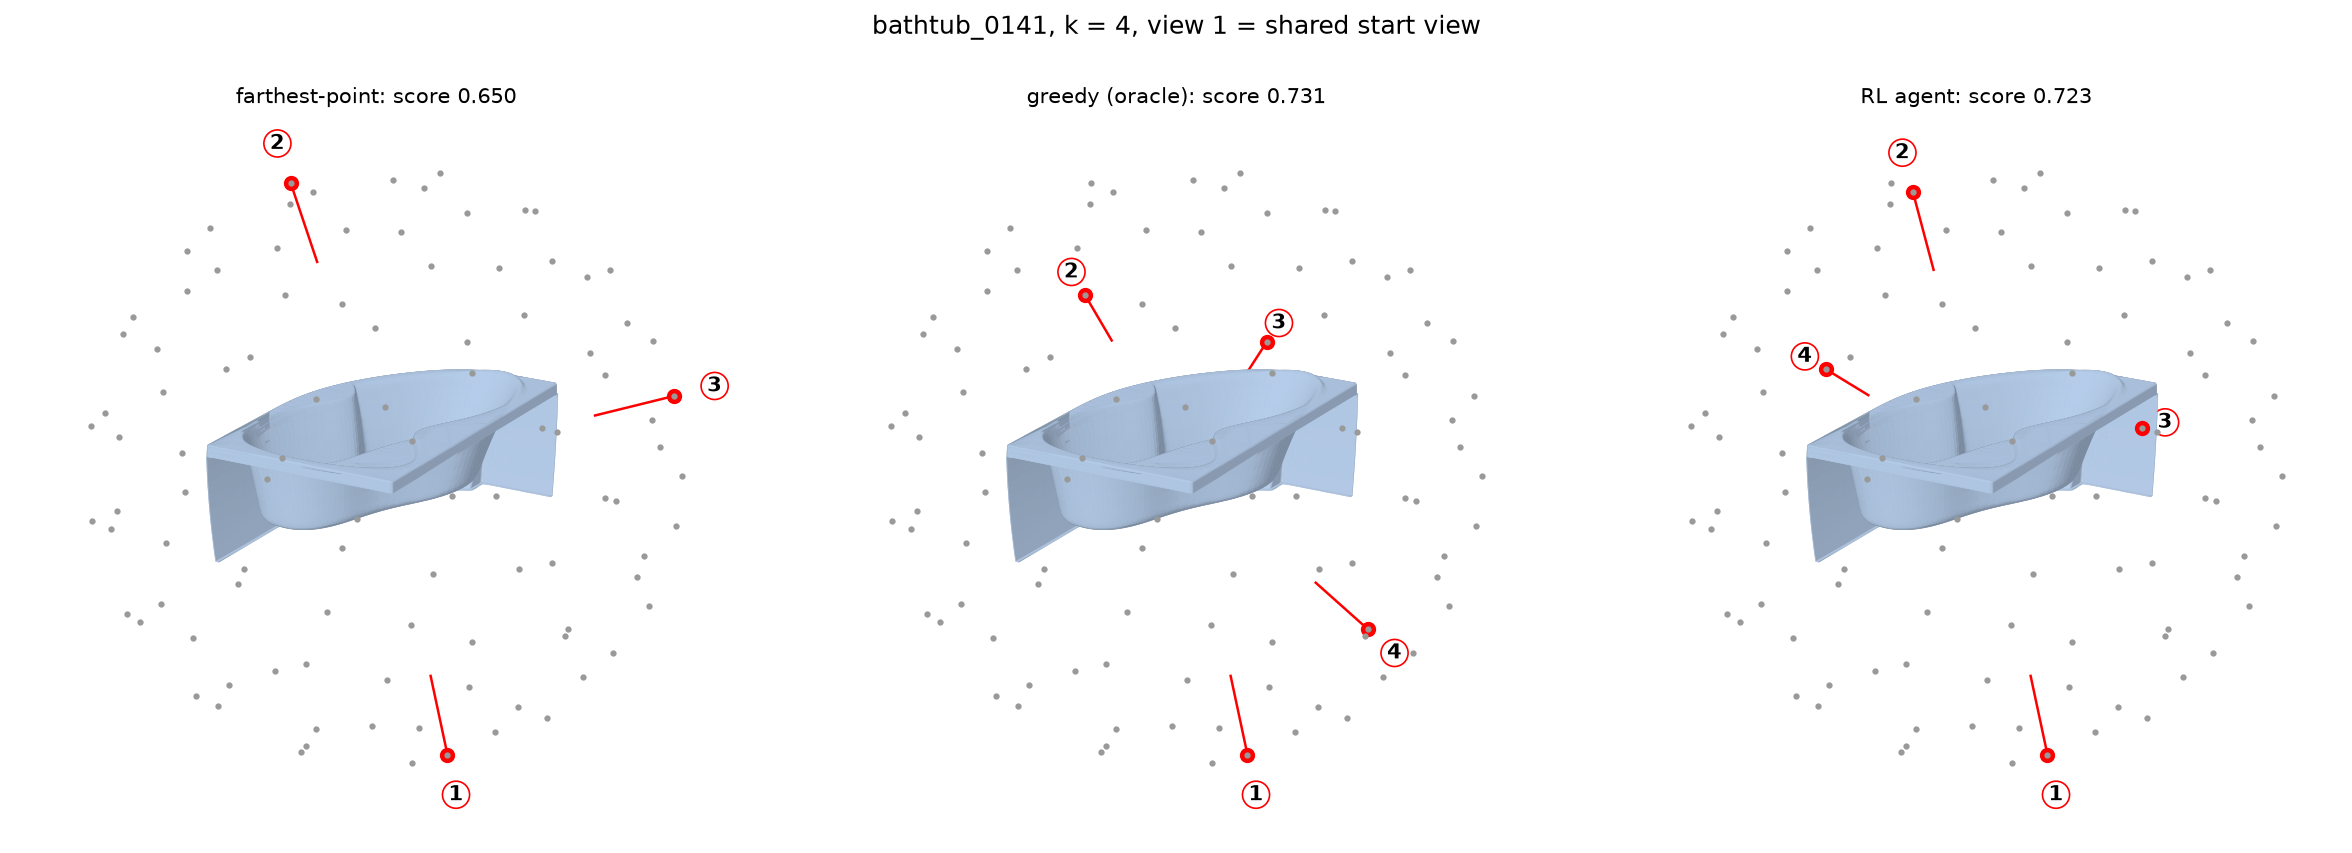 bathtub_0141, k = 4, view 1 = shared start view
farthest-point: score 0.650
2
3
1
greedy (oracle): score 0.731
2
3
4
1
RL agent: score 0.723
2
4
3
1